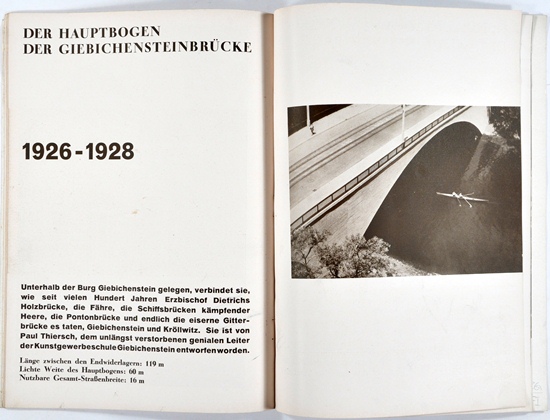 DER HAUPTBOGEN
DER GIEBICHENSTEINBRÜCKE
1926-1928
Unterhalb der Burg Giebichenstein gelegen, verbindet sie,
wie seit vielen Hundert Jahren Erzbischof Dietrichs
Holzbrücke, die Fähre, die Schiffsbrücken kämpfender
Heere, die Pontonbrücke und endlich die eiserne Gitter-
brücke es taten, Giebichenstein und Kröllwitz. Sie ist von
Paul Thiersch, dem unlängst verstorbenen genialen Leiter
der Kunstgewerbeschule Giebichenstein entworfen worden.
Länge zwischen den Endwiderlagern: 119 m
Lichte Weite des Hauptbogens: 60 m
Nutzbare Gesamt-Straßenbreite: 16 m